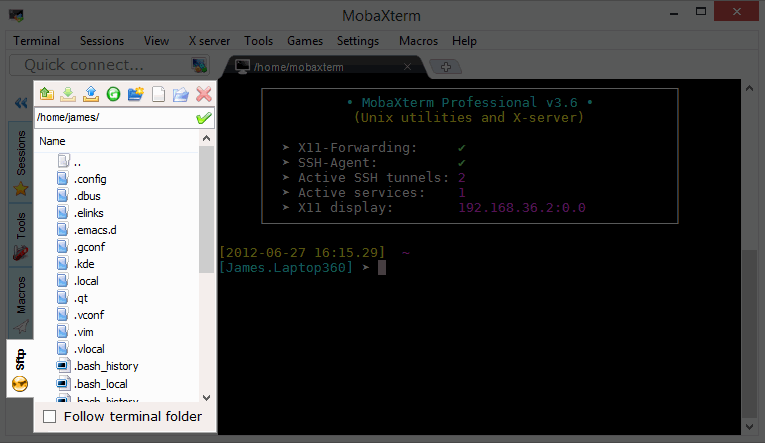 MobaXterm
Terminal Sessions View X server Tools Games Settings Macros Help
Quick connect...
/home/mobaxterm
/home/james/
Name
..
.config
.dbus
.elinks
.emacs.d
.gconf
.kde
.local
.qt
.vconf
.vim
.vlocal
.bash_history
.bash_local
.bash_history
Follow terminal folder
Sessions
Tools
Macros
Sftp
• MobaXterm Professional v3.6 •
(Unix utilities and X-server)
➤ X11-Forwarding: ✔
➤ SSH-Agent: ✔
➤ Active SSH tunnels: 2
➤ Active services: 1
➤ X11 display: 192.168.36.2:0.0
[2012-06-27 16:15.29] ~
[James.Laptop360] ➤